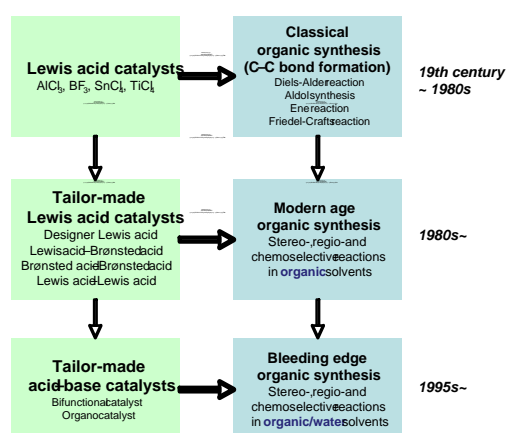 Lewis acid catalysts
AlCl3, BF3, SnCl4, TiCl4
Classical
organic synthesis
(C–C bond formation)
Diels-Alder reaction
Aldol synthesis
Ene reaction
Friedel-Crafts reaction
19th century
~ 1980s
Tailor-made
Lewis acid catalysts
Designer Lewis acid
Lewis acid–Brønsted acid
Brønsted acid–Brønsted acid
Lewis acid–Lewis acid
Modern age
organic synthesis
Stereo-, regio- and
chemoselective reactions
in organic solvents
1980s~
Tailor-made
acid-base catalysts
Bifunctional catalyst
Organocatalyst
Bleeding edge
organic synthesis
Stereo-, regio- and
chemoselective reactions
in organic/water solvents
1995s~